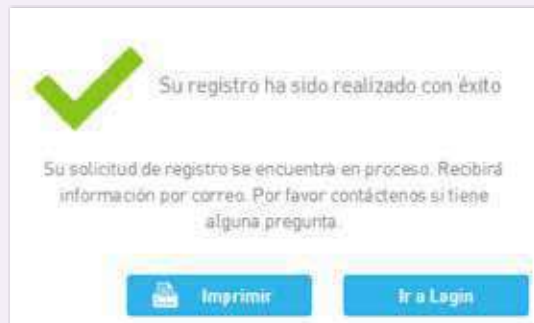 Su registro ha sido realizado con éxito
Su solicitud de registro se encuentra en proceso. Recibirá
información por correo. Por favor contáctenos si tiene
alguna pregunta.
Imprimir
Ir a Login